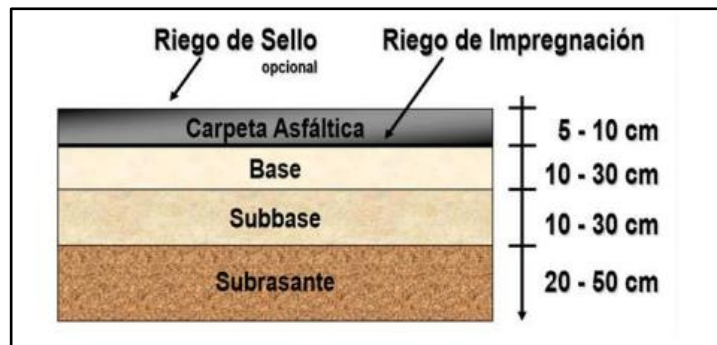 Riego de Sello
opcional
Riego de Impregnación
Carpeta Asfáltica
5 - 10 cm
Base
10 - 30 cm
Subbase
10 - 30 cm
Subrasante
20 - 50 cm